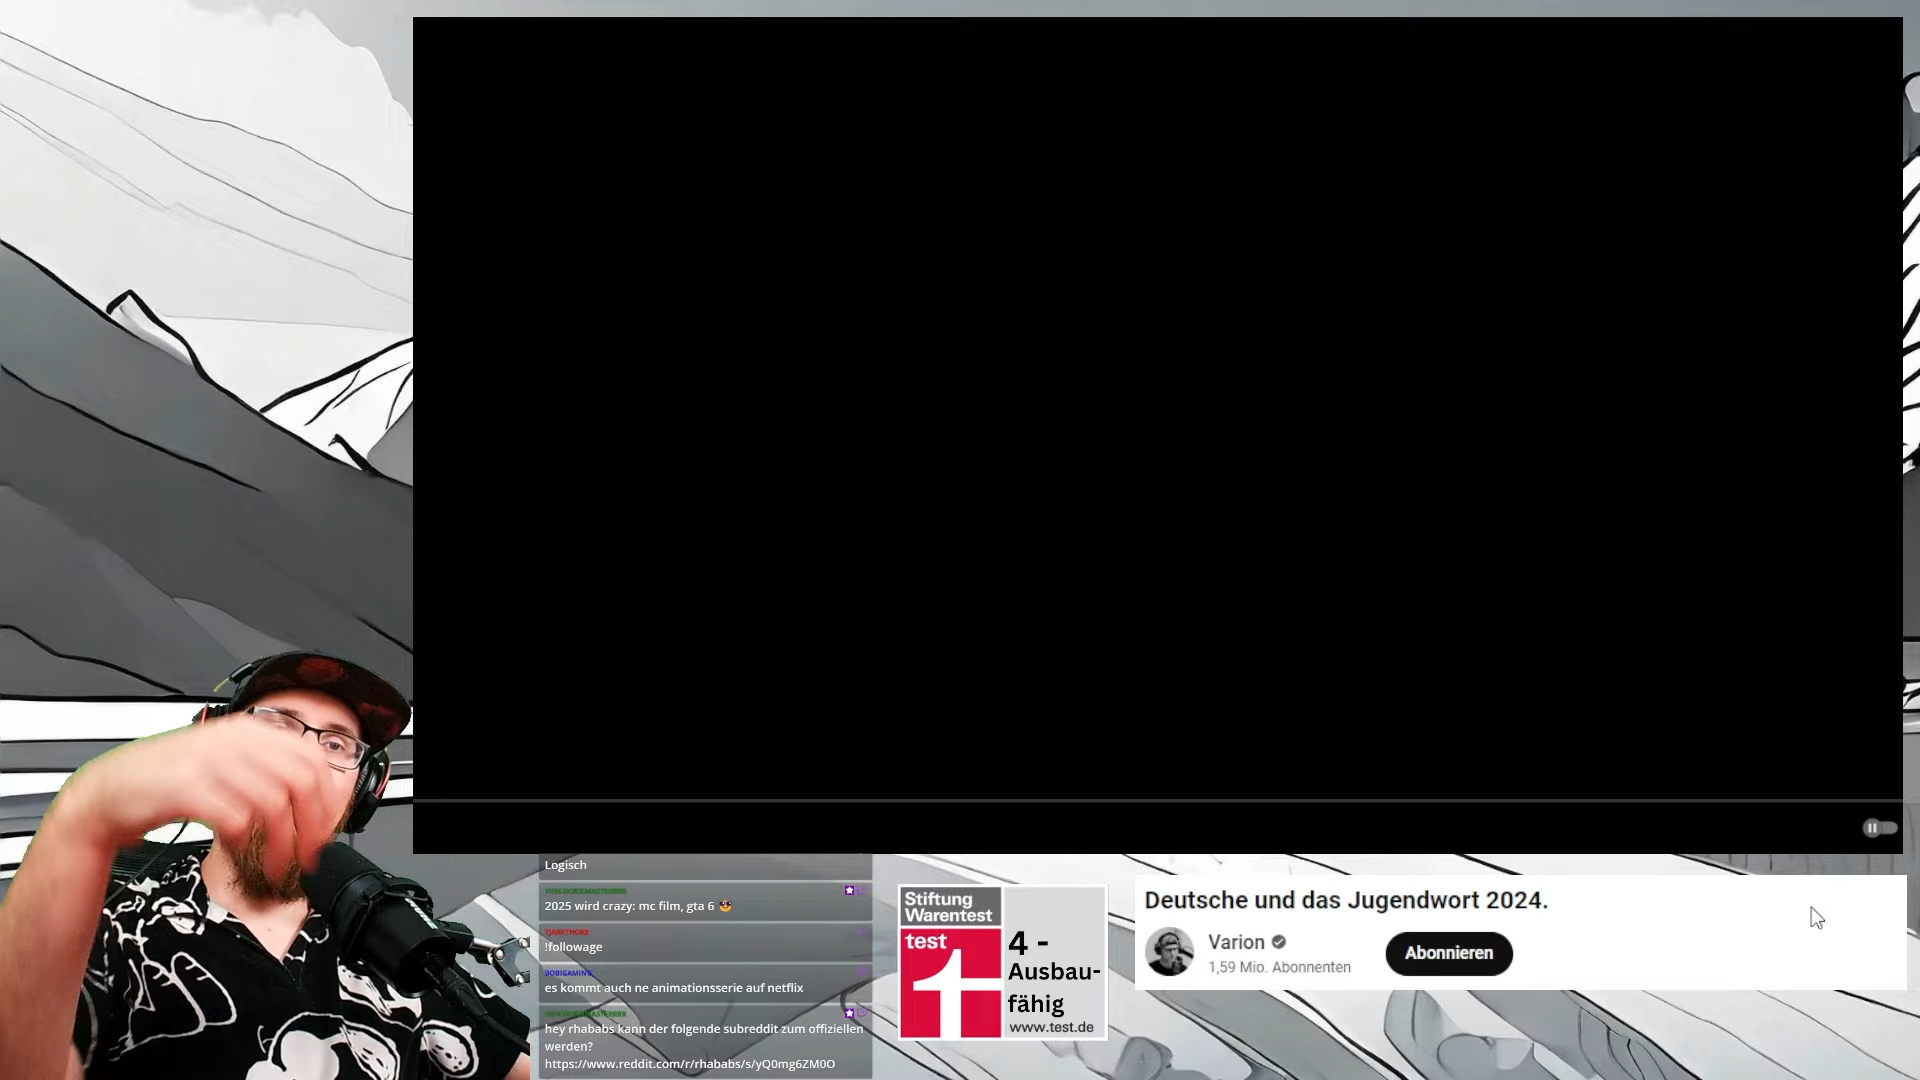 Logisch
2025 wird crazy: mc film, gta 6
!followage
BOBIGAMING_
es kommt auch ne animationsserie auf netflix
hey rhababs kann der folgende subreddit zum offiziellen
werden?
https://www.reddit.com/r/rhababs/s/yQ0mg6ZM0O
Stiftung
Warentest
test
4 -
Ausbau-
fähig
www.test.de
Deutsche und das Jugendwort 2024.
Varion
1,59 Mio. Abonnenten
Abonnieren